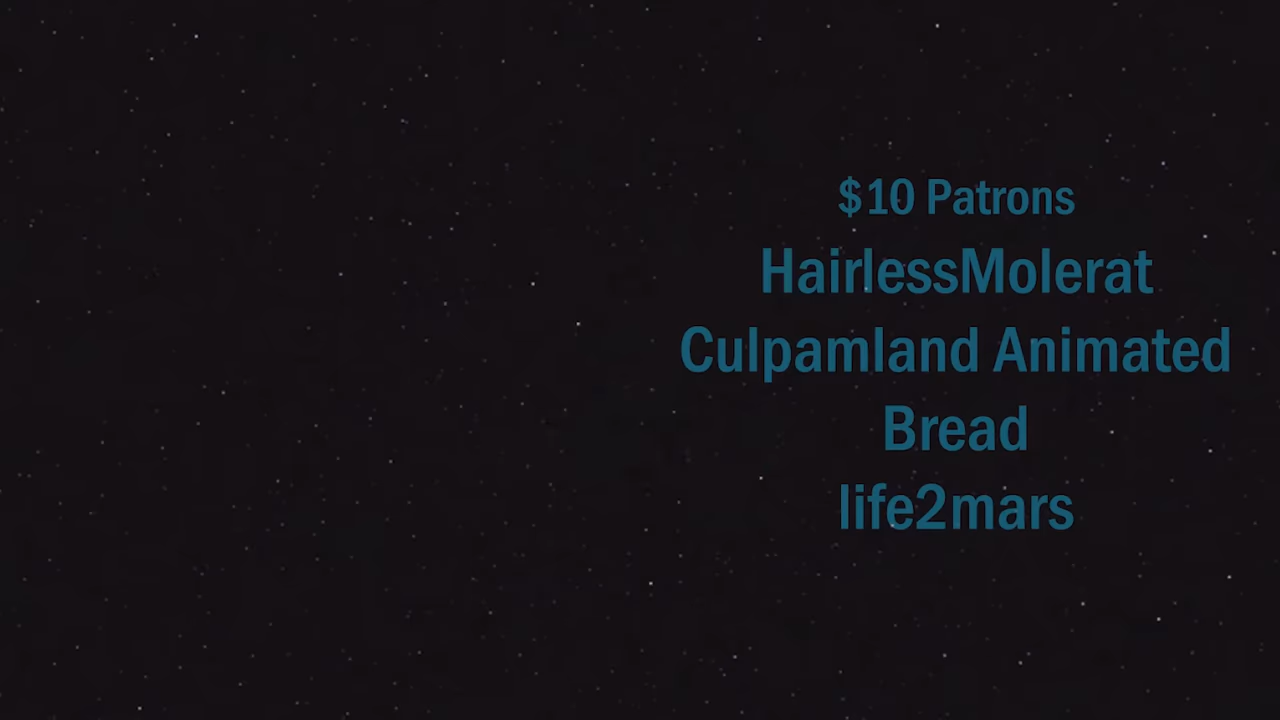 $10 Patrons
HairlessMolerat
Culpamland Animated
Bread
life2mars